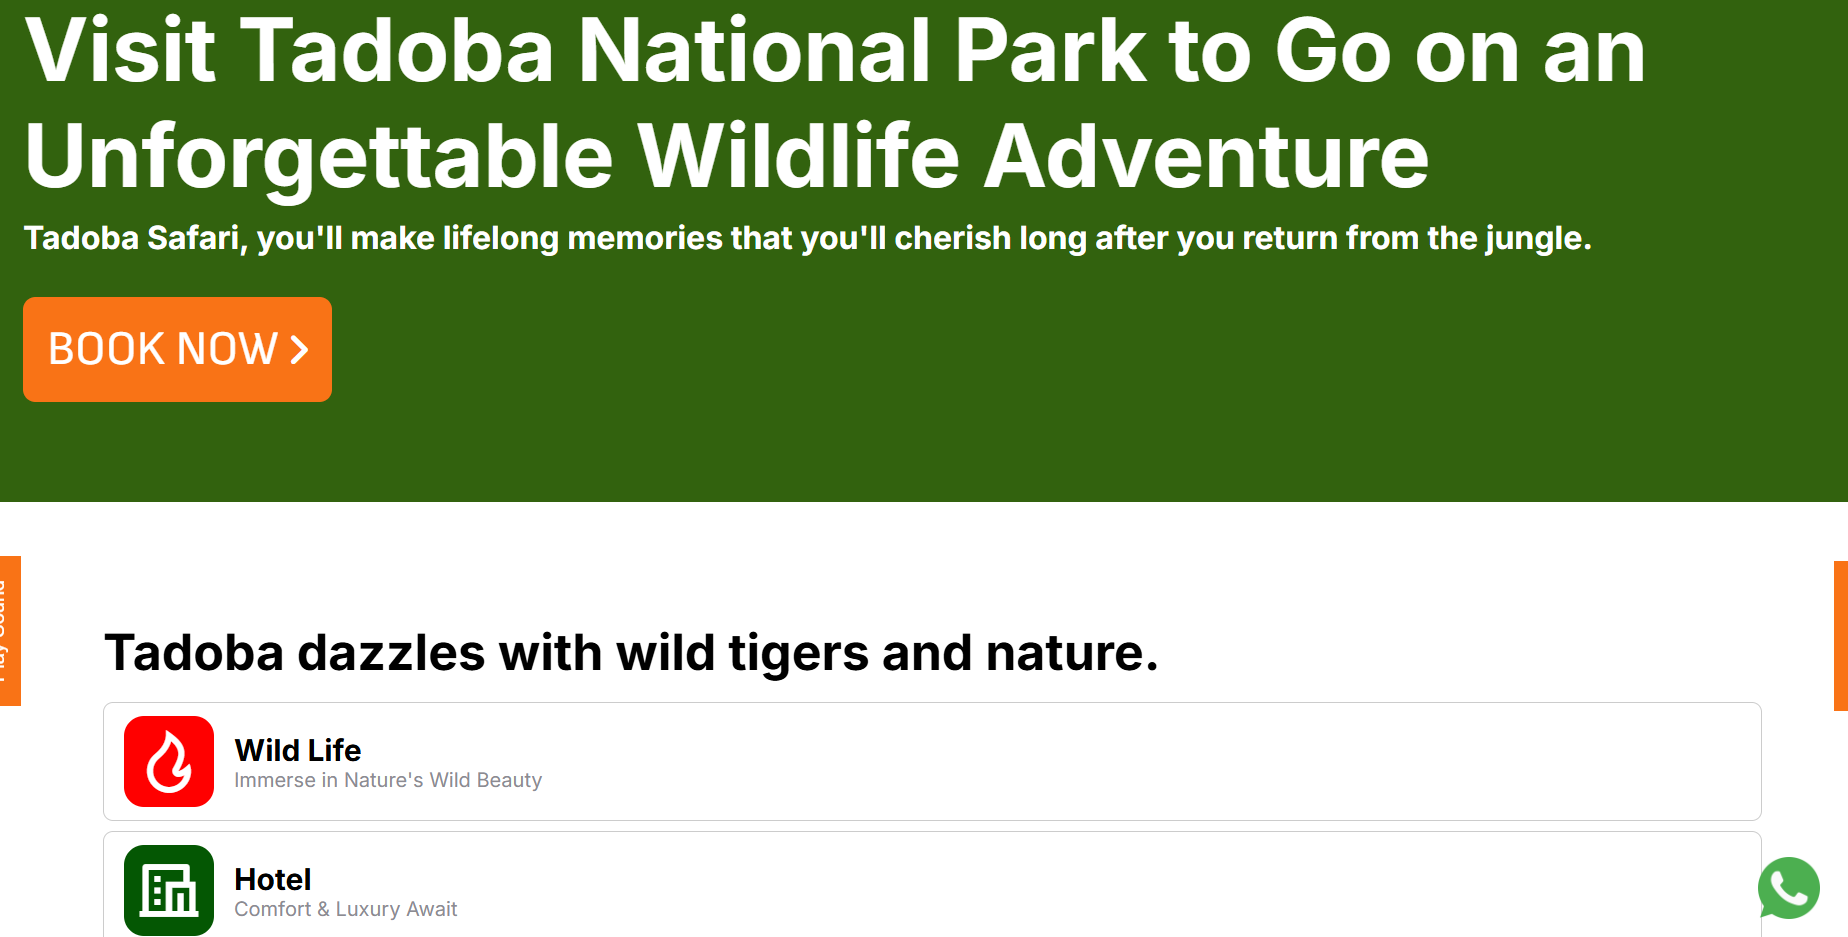 Visit Tadoba National Park to Go on an
Unforgettable Wildlife Adventure
Tadoba Safari, you'll make lifelong memories that you'll cherish long after you return from the jungle.
BOOK NOW
Tadoba dazzles with wild tigers and nature.
Wild Life
Immerse in Nature's Wild Beauty
Hotel
Comfort & Luxury Await